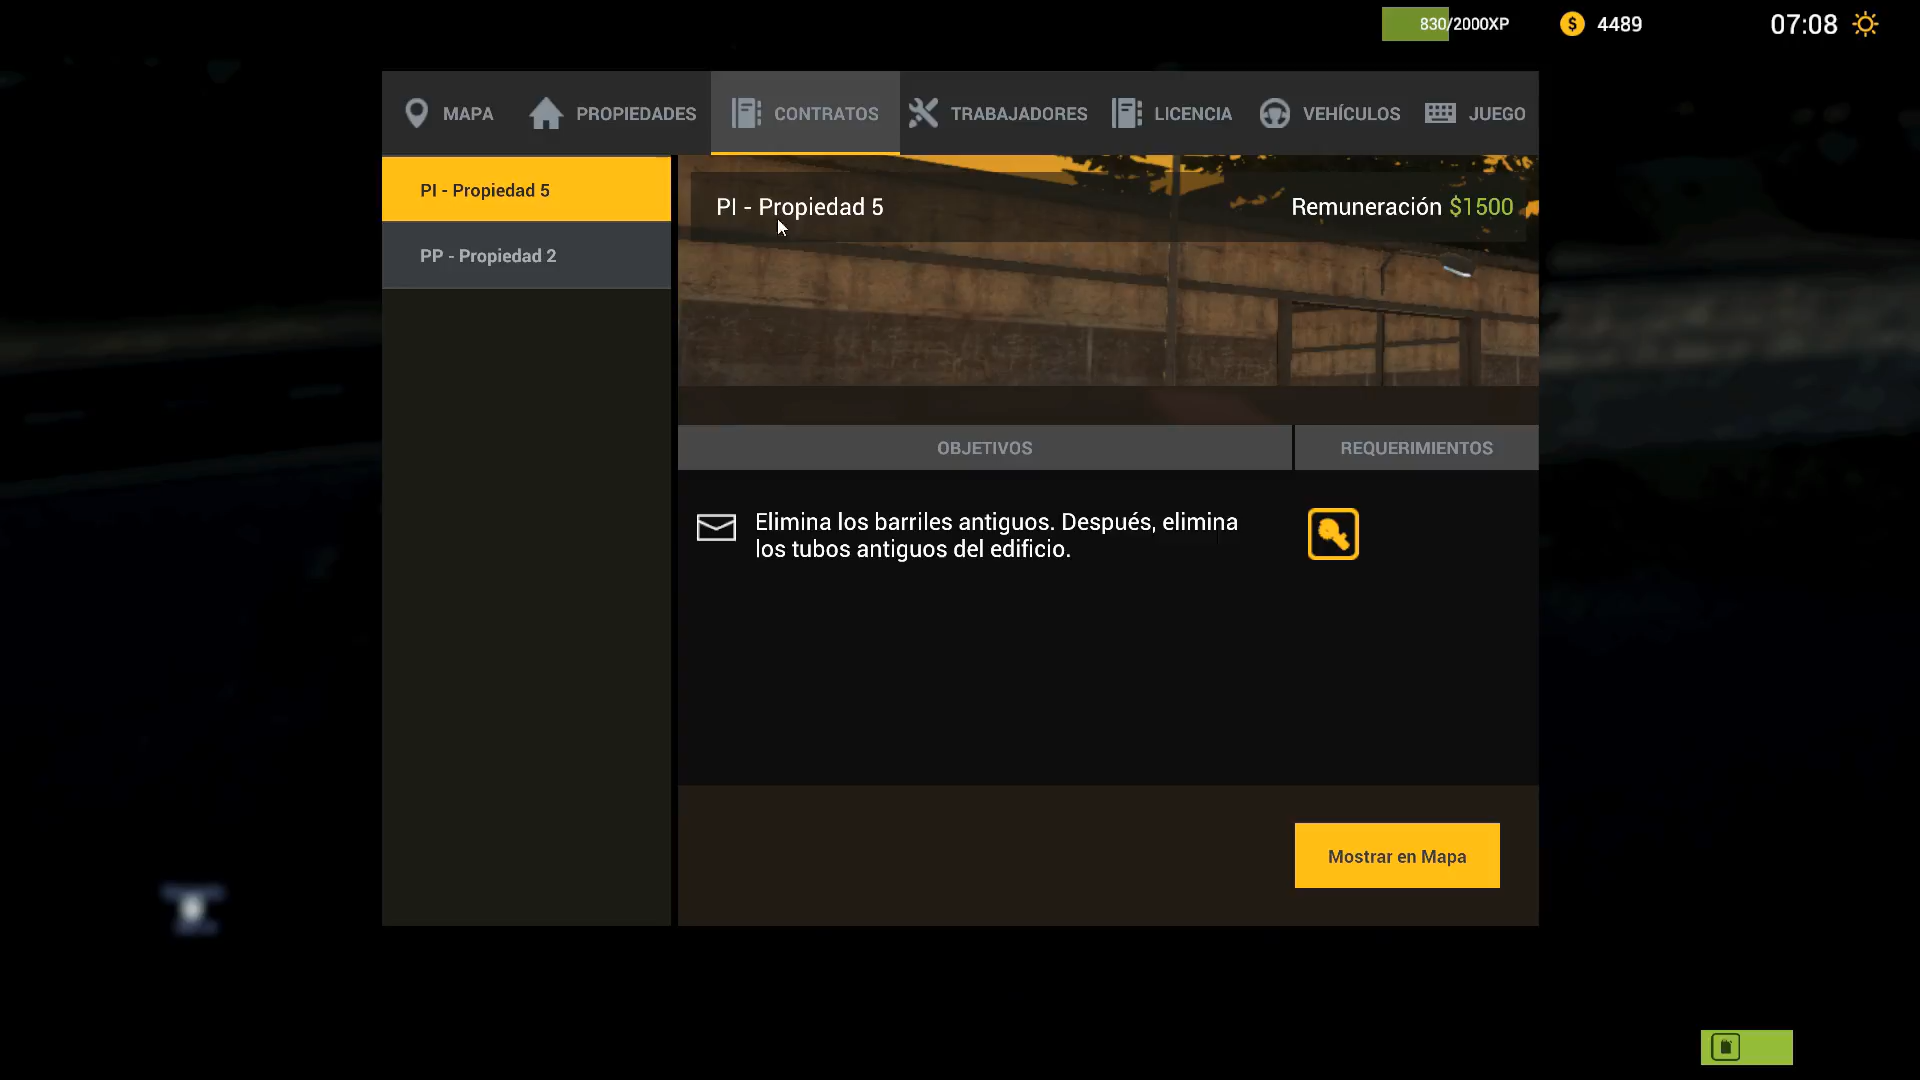 830/2000XP
4489
07:08
MAPA
PROPIEDADES
CONTRATOS
TRABAJADORES
LICENCIA
VEHÍCULOS
JUEGO
PI - Propiedad 5
PP - Propiedad 2
PI - Propiedad 5
Remuneración $1500
OBJETIVOS
REQUERIMIENTOS
Elimina los barriles antiguos. Después, elimina
los tubos antiguos del edificio.
Mostrar en Mapa